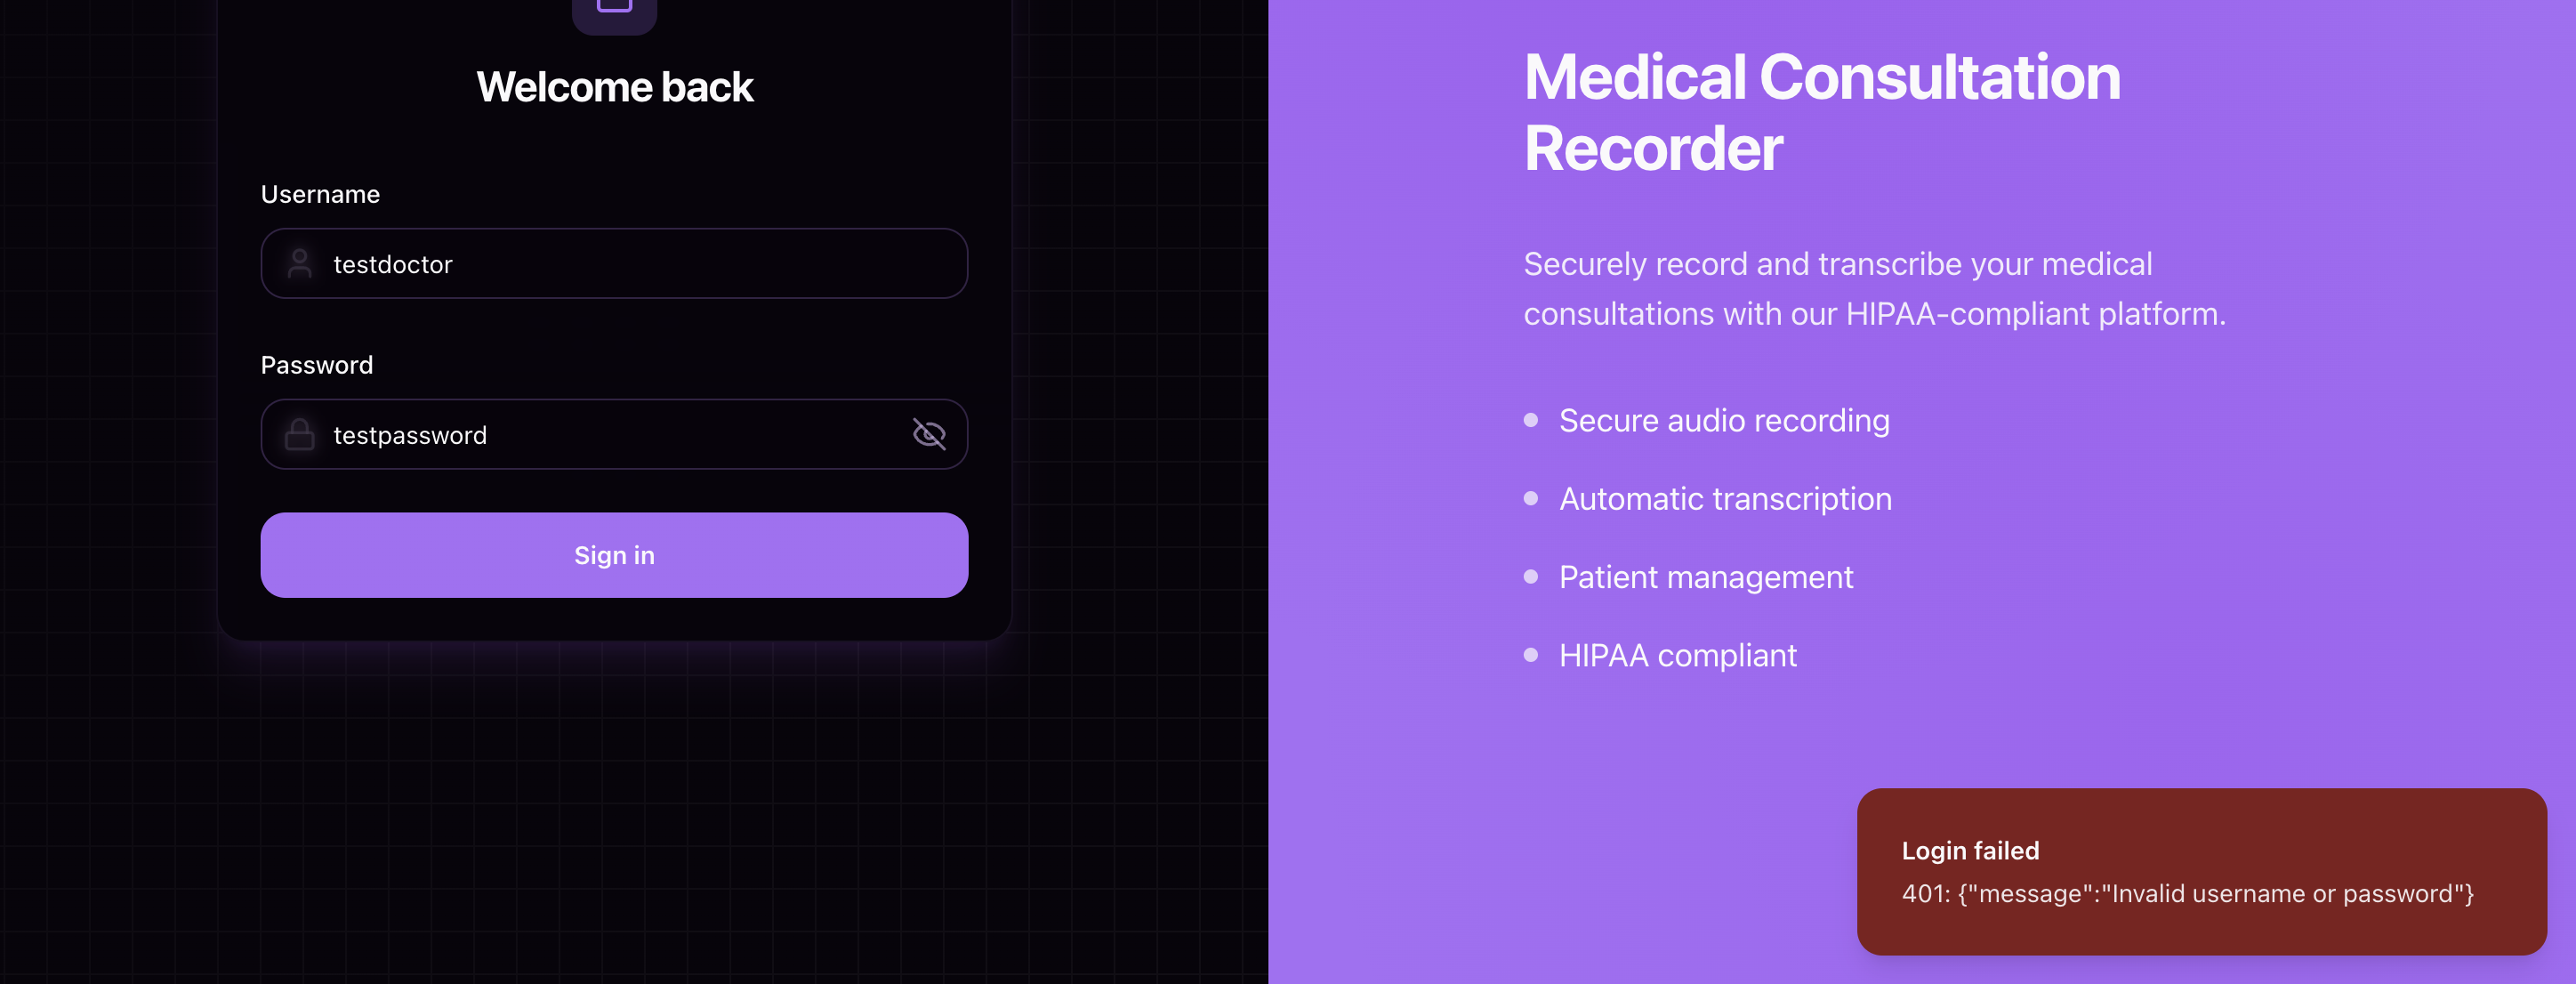 Welcome back
Username
testdoctor
Password
testpassword
Sign in
Medical Consultation
Recorder
Securely record and transcribe your medical
consultations with our HIPAA-compliant platform.
Secure audio recording
Automatic transcription
Patient management
HIPAA compliant
Login failed
401: {"message":"Invalid username or password"}